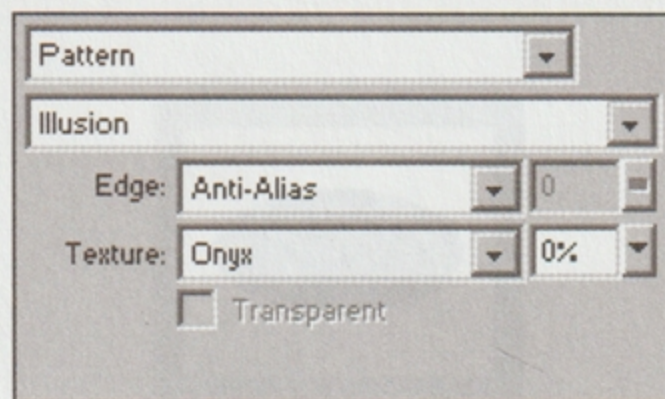 Pattern
Illusion
Edge: Anti-Alias 0
Texture: Onyx 0%
Transparent